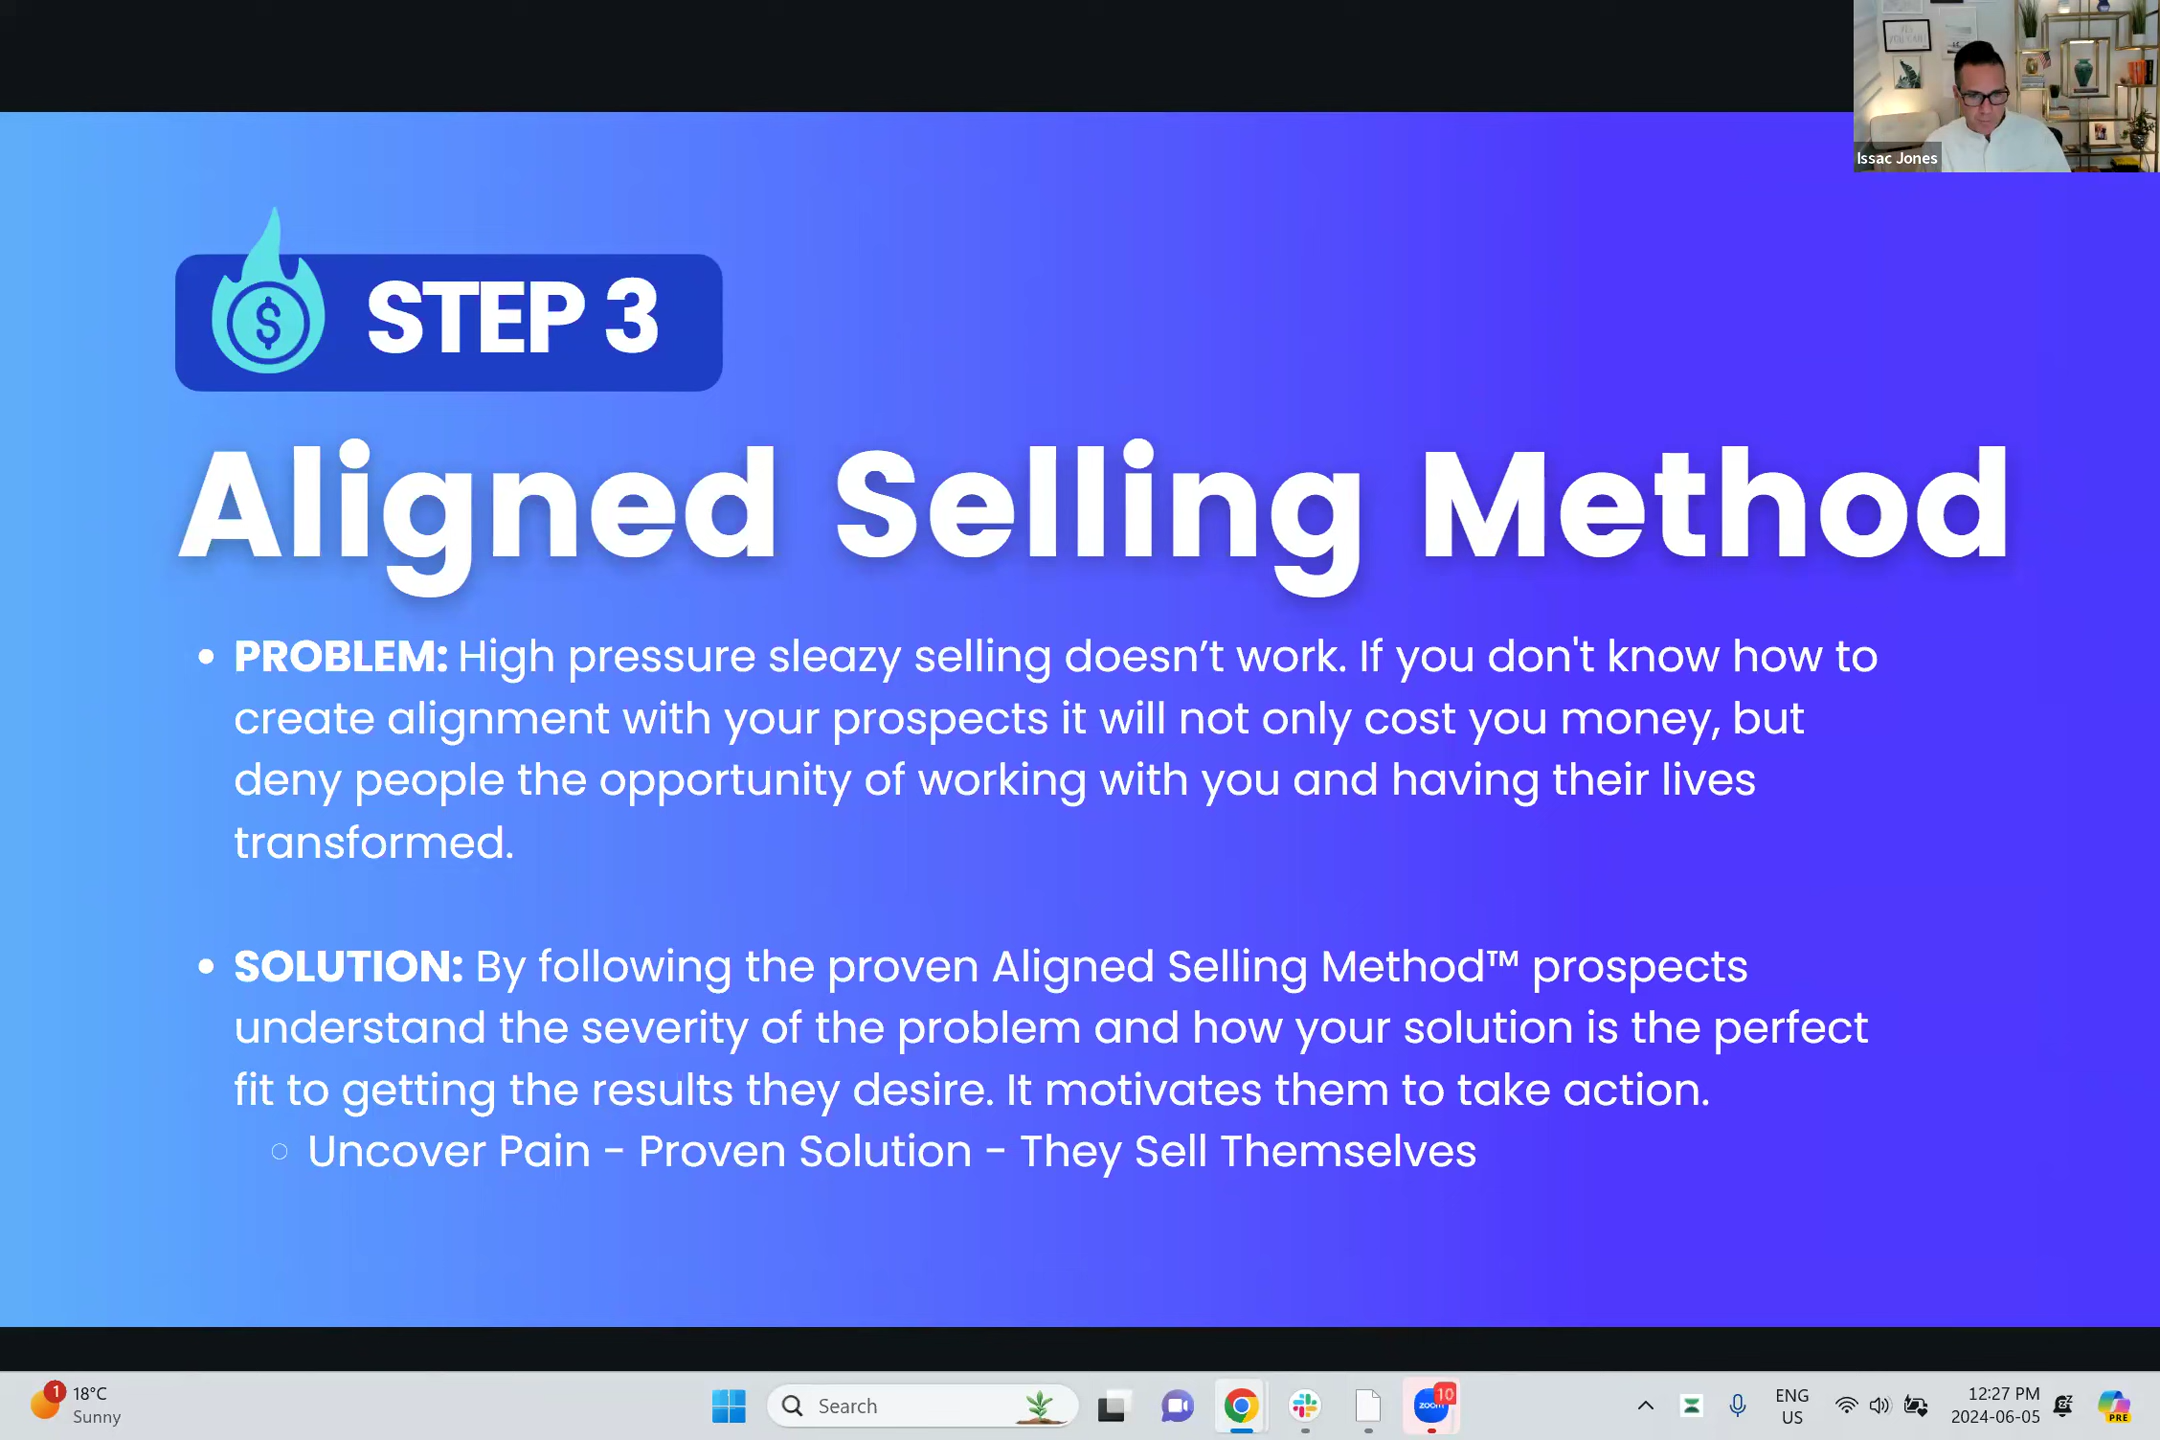 Issac Jones
$ STEP 3
Aligned Selling Method
• PROBLEM: High pressure sleazy selling doesn’t work. If you don't know how to
create alignment with your prospects it will not only cost you money, but
deny people the opportunity of working with you and having their lives
transformed.
• SOLUTION: By following the proven Aligned Selling Method™ prospects
understand the severity of the problem and how your solution is the perfect
fit to getting the results they desire. It motivates them to take action.
Uncover Pain - Proven Solution - They Sell Themselves
1
18°C
Sunny
Search
zoom
10
ENG
US
12:27 PM
2024-06-05
PRE